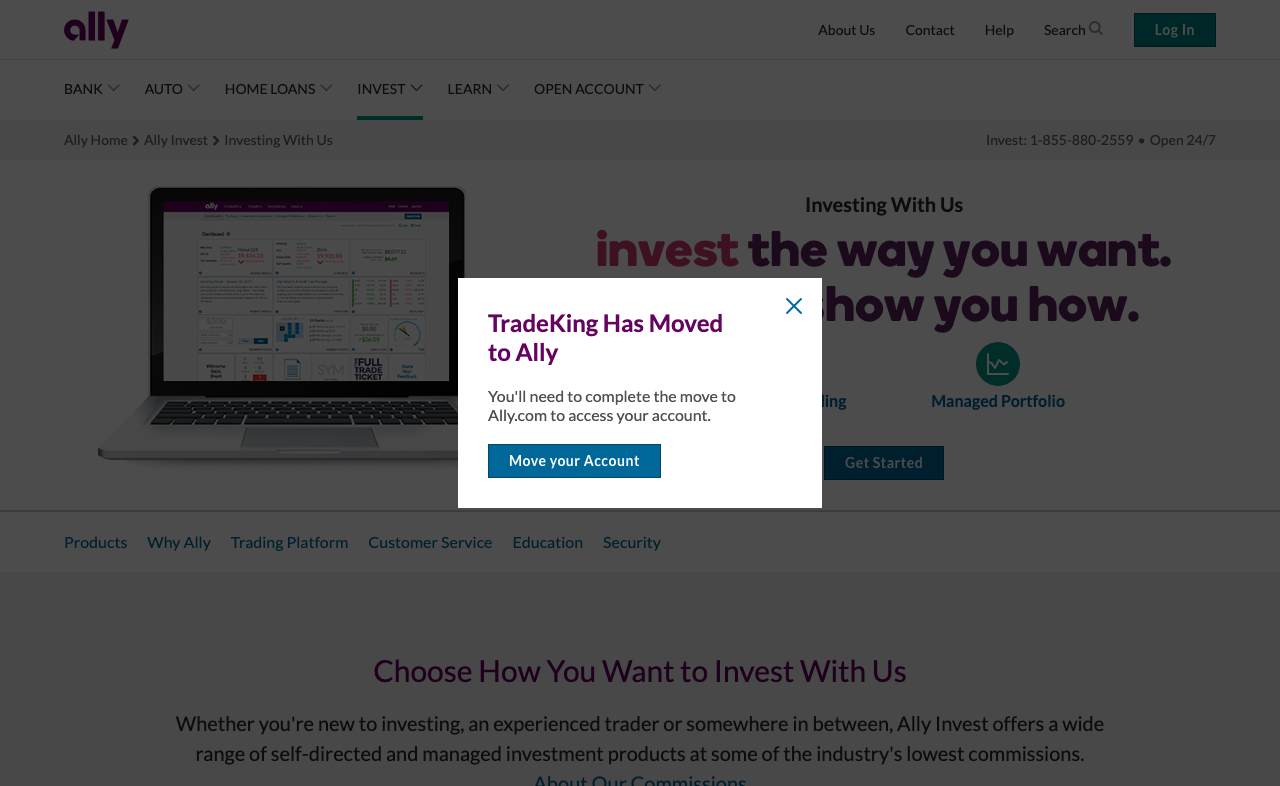 ally
About Us
Contact
Help
Search
Log In
BANK
AUTO
HOME LOANS
INVEST
LEARN
OPEN ACCOUNT
Ally Home
Ally Invest
Investing With Us
Invest: 1-855-880-2559 • Open 24/7
Investing With Us
invest the way you want.
show you how.
Managed Portfolio
Get Started
TradeKing Has Moved
to Ally
You'll need to complete the move to
Ally.com to access your account.
Move your Account
Products
Why Ally
Trading Platform
Customer Service
Education
Security
Choose How You Want to Invest With Us
Whether you're new to investing, an experienced trader or somewhere in between, Ally Invest offers a wide
range of self-directed and managed investment products at some of the industry's lowest commissions.
About Our Commissions